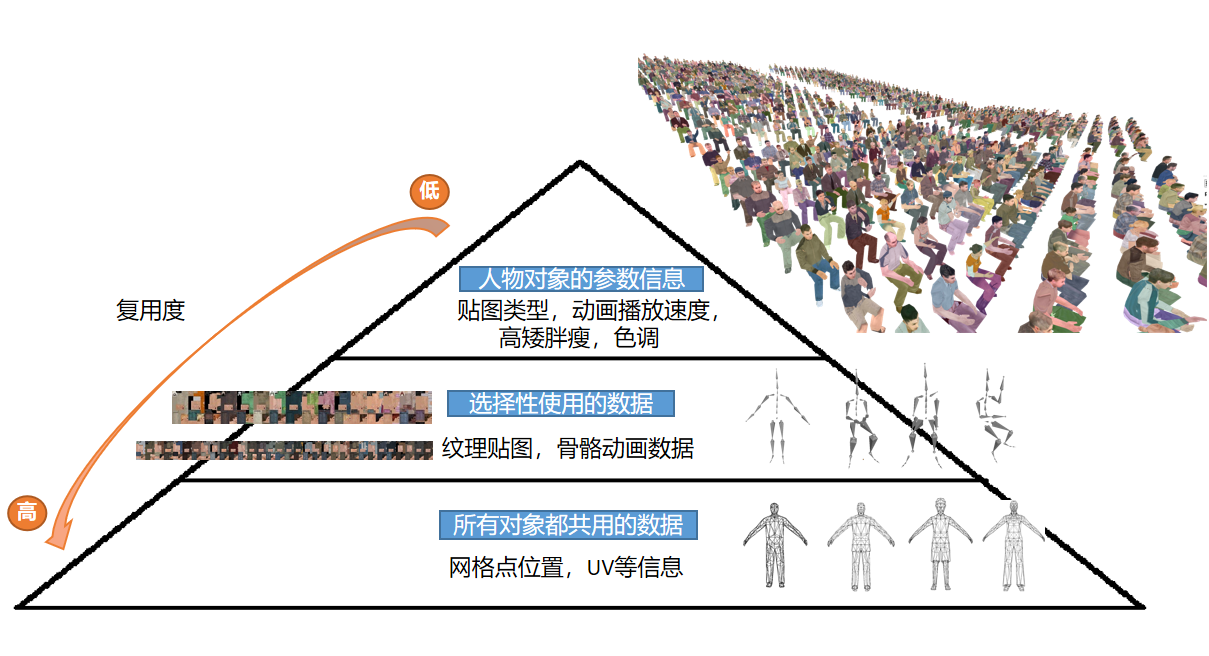 低
人物对象的参数信息
贴图类型，动画播放速度，
高矮胖瘦，色调
复用度
选择性使用的数据
纹理贴图，骨骼动画数据
高
所有对象都共用的数据
网格点位置，UV等信息